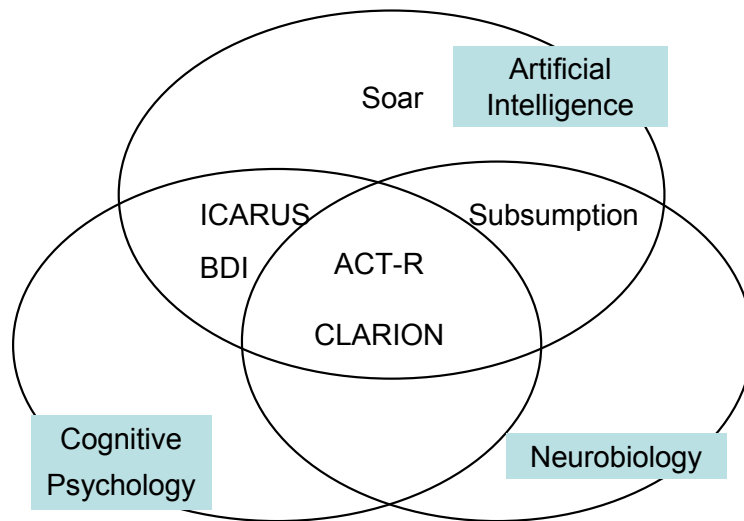 Soar
Artificial
Intelligence
ICARUS
Subsumption
BDI
ACT-R
CLARION
Cognitive
Psychology
Neurobiology